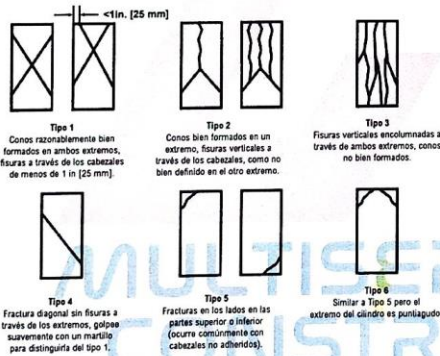 <1in. [25 mm]
Tipo 1
Conos razonablemente bien
formados en ambos extremos,
fisuras a través de los cabezales
de menos de 1 in [25 mm].
Tipo 2
Conos bien formados en un
extremo, fisuras verticales a
través de los cabezales, como no
bien definido en el otro extremo.
Tipo 3
Fisuras verticales encolumnadas a
través de ambos extremos, conos
no bien formados.
Tipo 4
Fractura diagonal sin fisuras a
través de los extremos, golpee
suavemente con un martillo
para distinguirla del tipo 1.
Tipo 5
Fracturas en los lados en las
partes superior o inferior
(ocurre comúnmente con
cabezales no adheridos).
Tipo 6
Similar a Tipo 5 pero el
extremo del cilindro es puntiagudo
MULTISE
CONSTR